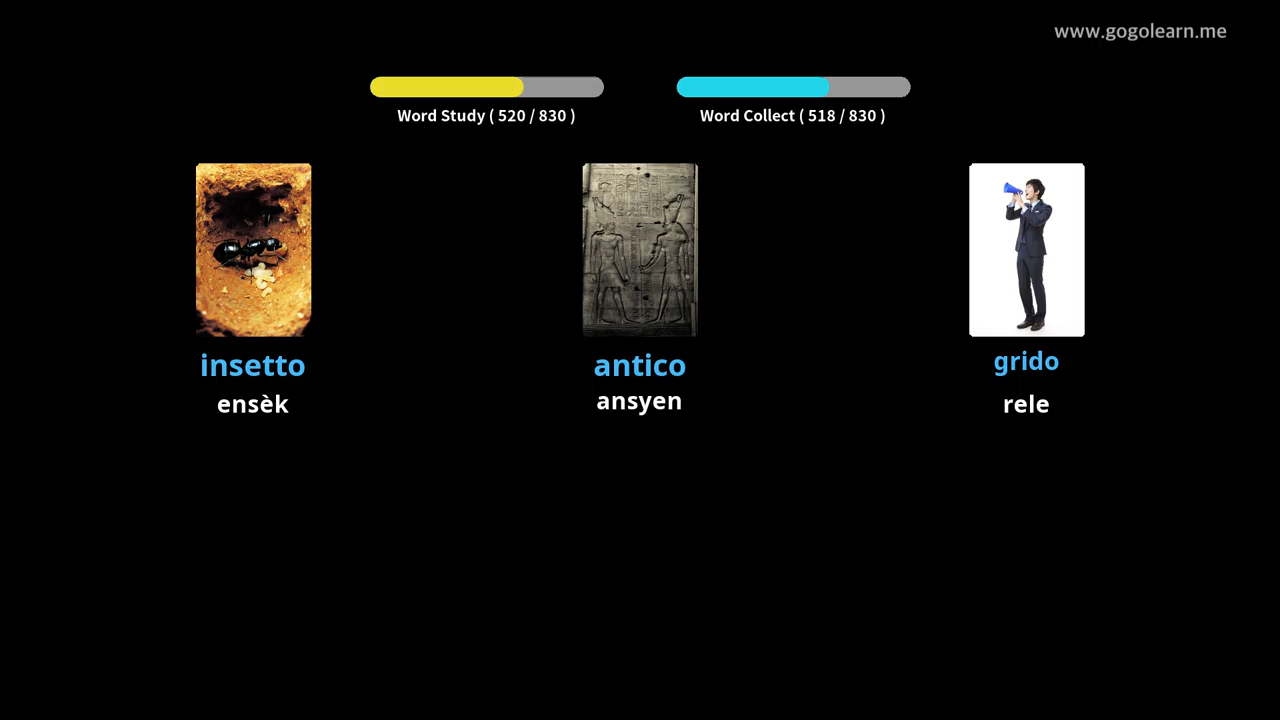 www.gogolearn.me
Word Study ( 520 / 830 )
Word Collect ( 518 / 830 )
insetto
antico
grido
ensèk
ansyen
rele